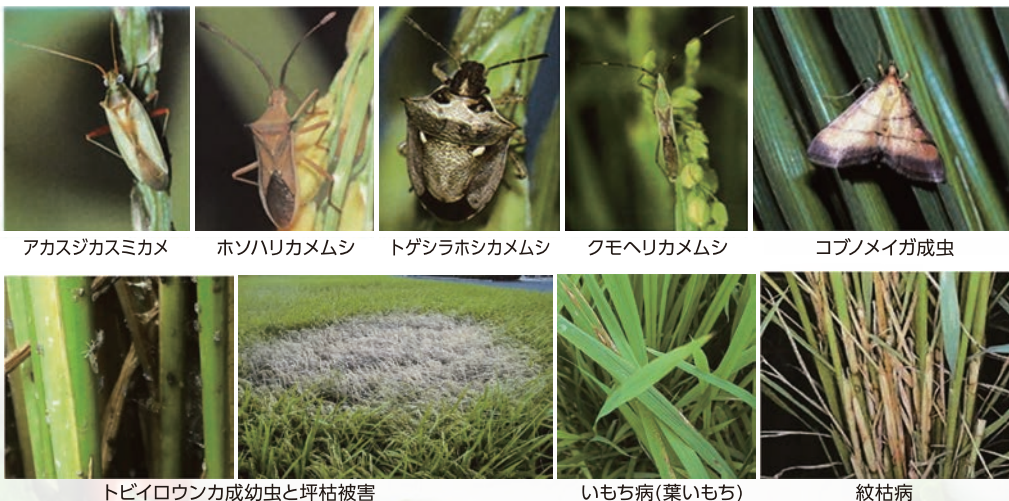 アカスジカスミカメ
ホソハリカメムシ
トゲシラホシカメムシ
クモヘリカメムシ
コブノメイガ成虫
トビイロウンカ成幼虫と坪枯被害
いもち病(葉いもち)
紋枯病